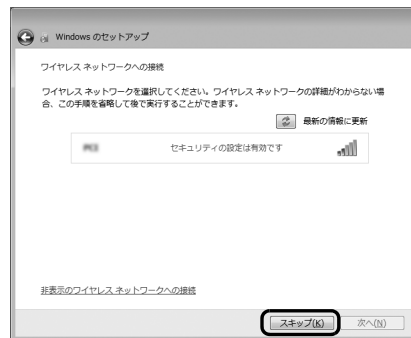 Windows のセットアップ
ワイヤレス ネットワークへの接続
ワイヤレス ネットワークを選択してください。ワイヤレス ネットワークの詳細がわからない場
合、この手順を省略して後で実行することができます。
最新の情報に更新
セキュリティの設定は有効です
非表示のワイヤレス ネットワークへの接続
スキップ(K)
次へ(N)